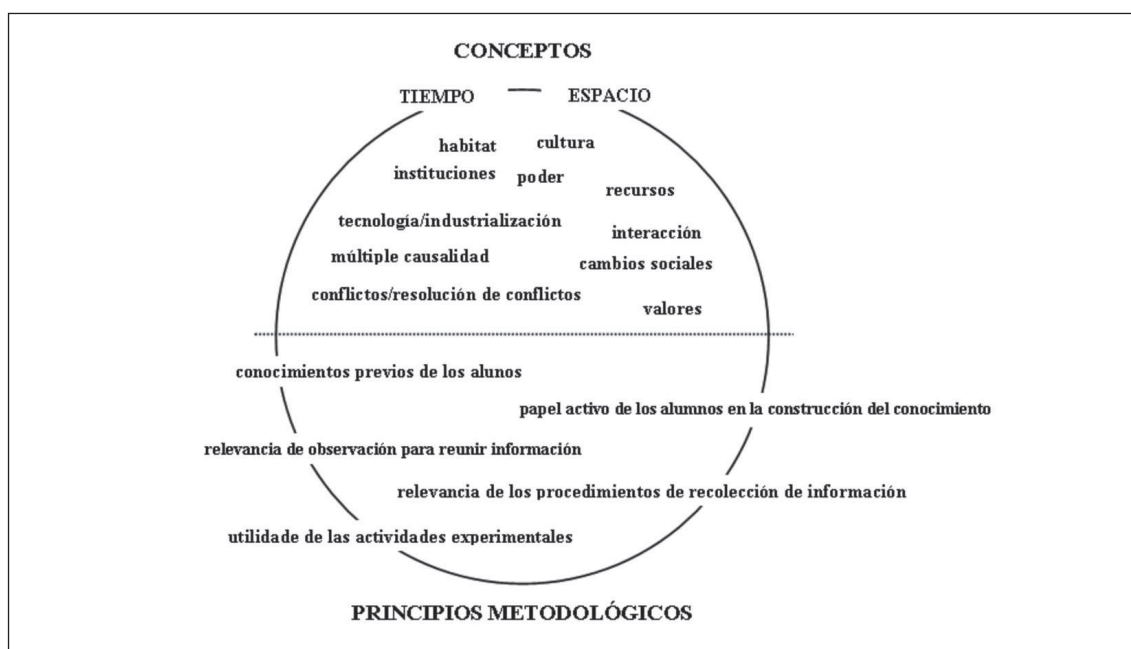 CONCEPTOS
TIEMPO ESPACIO
habitat cultura
instituciones poder
recursos
tecnología/industrialización
interacción
múltiple causalidad
cambios sociales
conflictos/resolución de conflictos
valores
conocimientos previos de los alunos
papel activo de los alumnos en la construcción del conocimiento
relevancia de observación para reunir información
relevancia de los procedimientos de recolección de información
utilidade de las actividades experimentales
PRINCIPIOS METODOLÓGICOS